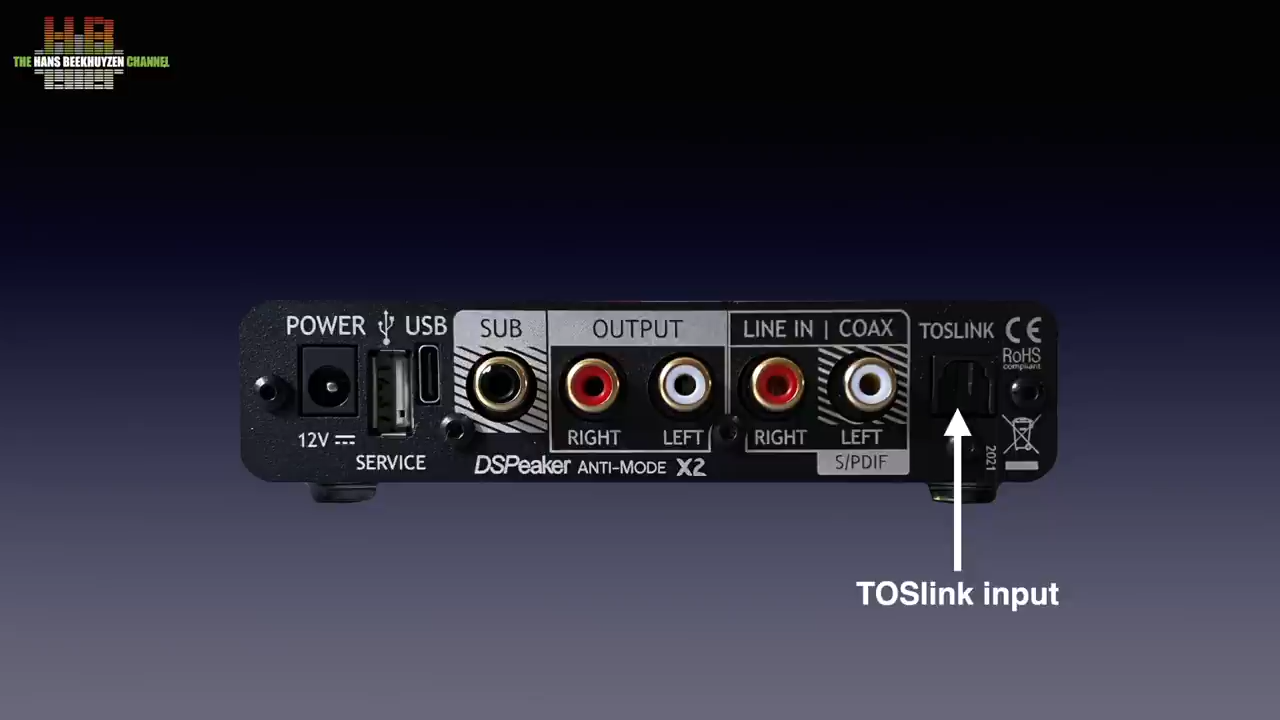 THE HANS BEEKHUYZEN CHANNEL
POWER USB SUB OUTPUT LINE IN | COAX TOSLINK CE
RoHS
compliant
12V RIGHT LEFT RIGHT LEFT
SERVICE DSPeaker ANTI-MODE X2 S/PDIF 2021
TOSlink input